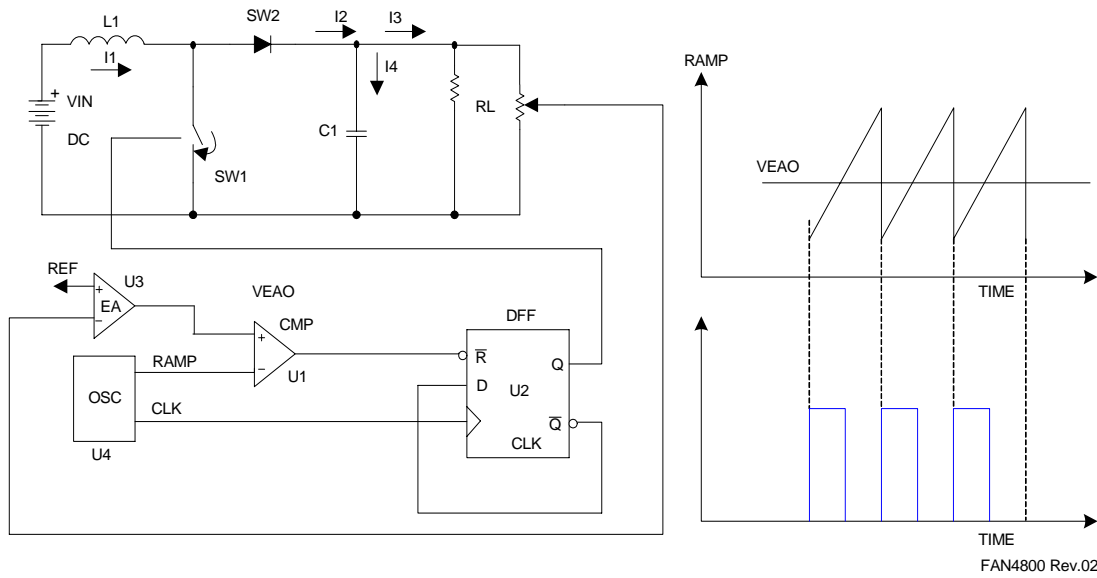 SW2
I2
I3
L1
I1
I4
RAMP
+
VIN
DC
C1
RL
VEAO
SW1
TIME
REF
U3
VEAO
+
EA
−
CMP
DFF
+
R
Q
RAMP
−
U1
D
U2
OSC
CLK
Q
CLK
U4
TIME
FAN4800 Rev.02